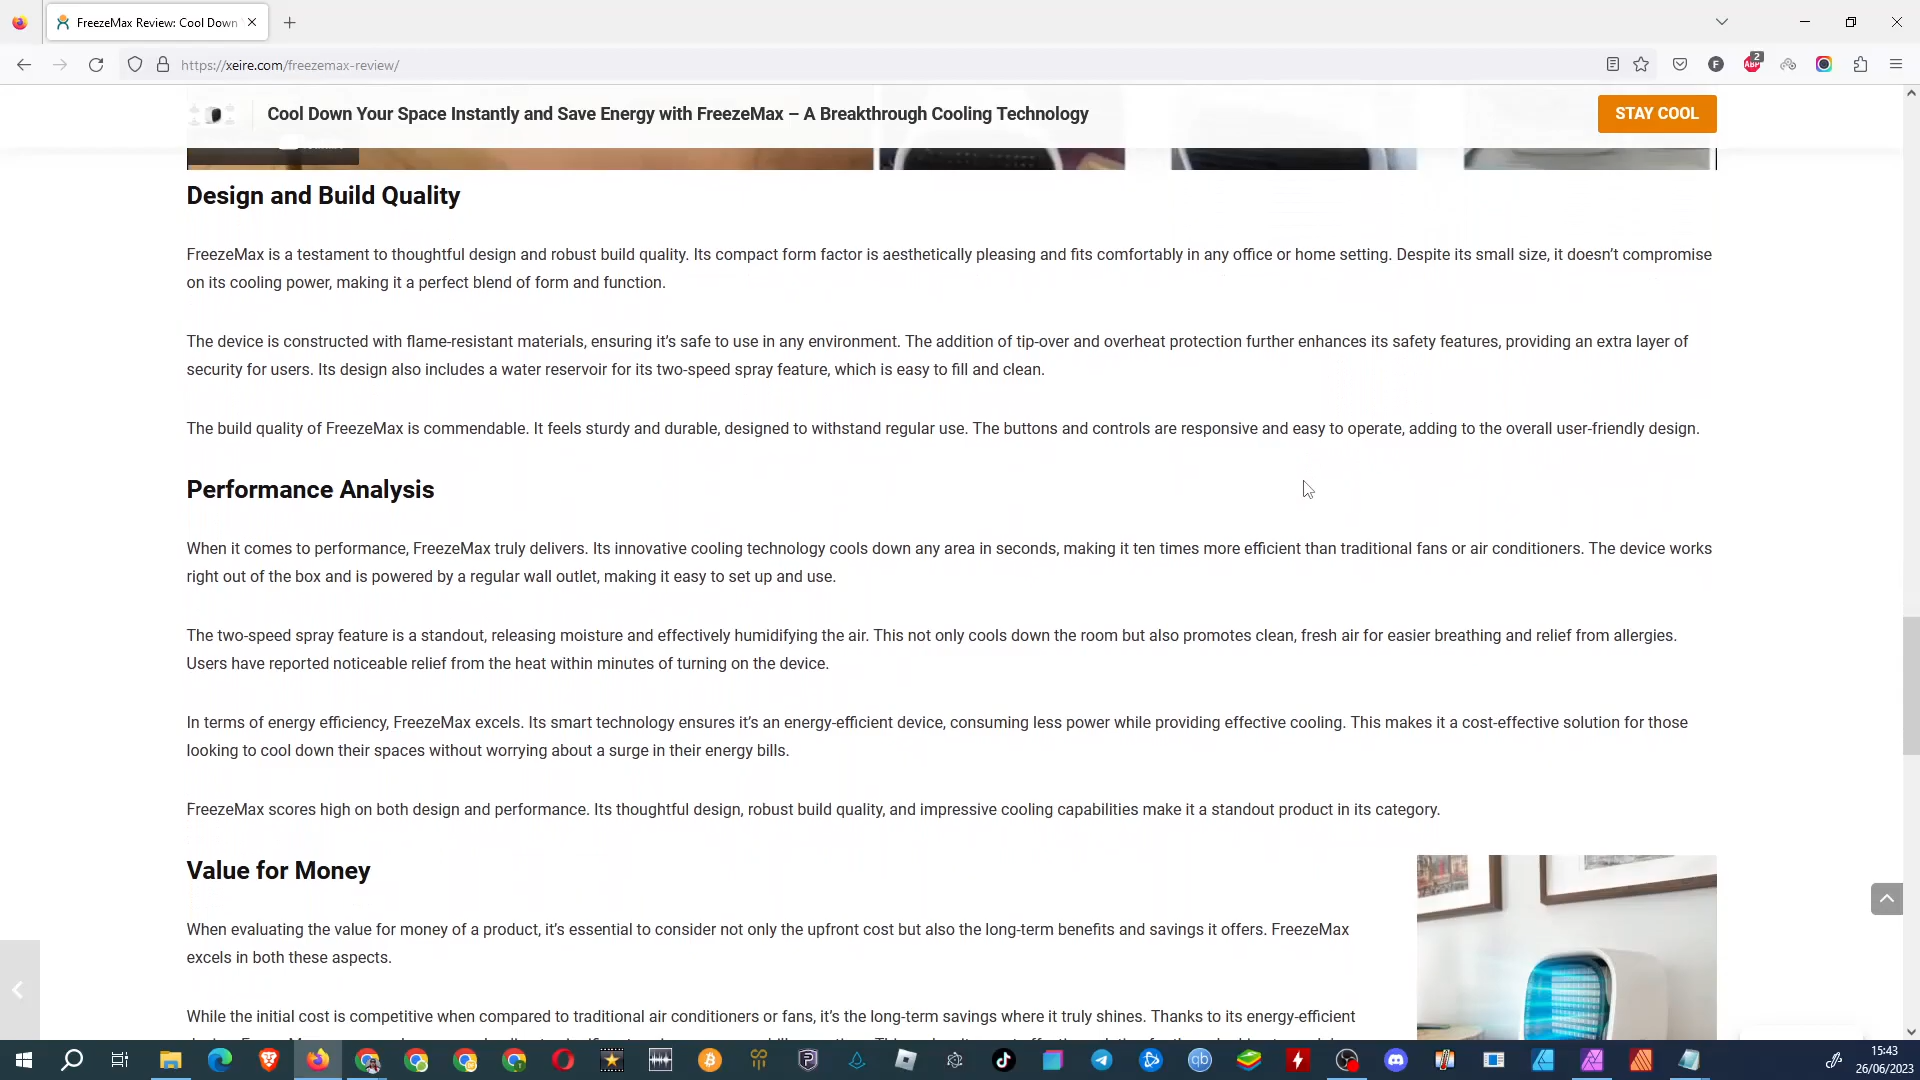 FreezeMax Review: Cool Down
https://xeire.com/freezemax-review/
2
ABP
Cool Down Your Space Instantly and Save Energy with FreezeMax – A Breakthrough Cooling Technology
STAY COOL
Design and Build Quality
FreezeMax is a testament to thoughtful design and robust build quality. Its compact form factor is aesthetically pleasing and fits comfortably in any office or home setting. Despite its small size, it doesn’t compromise
on its cooling power, making it a perfect blend of form and function.
The device is constructed with flame-resistant materials, ensuring it’s safe to use in any environment. The addition of tip-over and overheat protection further enhances its safety features, providing an extra layer of
security for users. Its design also includes a water reservoir for its two-speed spray feature, which is easy to fill and clean.
The build quality of FreezeMax is commendable. It feels sturdy and durable, designed to withstand regular use. The buttons and controls are responsive and easy to operate, adding to the overall user-friendly design.
Performance Analysis
When it comes to performance, FreezeMax truly delivers. Its innovative cooling technology cools down any area in seconds, making it ten times more efficient than traditional fans or air conditioners. The device works
right out of the box and is powered by a regular wall outlet, making it easy to set up and use.
The two-speed spray feature is a standout, releasing moisture and effectively humidifying the air. This not only cools down the room but also promotes clean, fresh air for easier breathing and relief from allergies.
Users have reported noticeable relief from the heat within minutes of turning on the device.
In terms of energy efficiency, FreezeMax excels. Its smart technology ensures it’s an energy-efficient device, consuming less power while providing effective cooling. This makes it a cost-effective solution for those
looking to cool down their spaces without worrying about a surge in their energy bills.
FreezeMax scores high on both design and performance. Its thoughtful design, robust build quality, and impressive cooling capabilities make it a standout product in its category.
Value for Money
When evaluating the value for money of a product, it’s essential to consider not only the upfront cost but also the long-term benefits and savings it offers. FreezeMax
excels in both these aspects.
While the initial cost is competitive when compared to traditional air conditioners or fans, it’s the long-term savings where it truly shines. Thanks to its energy-efficient
15:43
26/06/2023